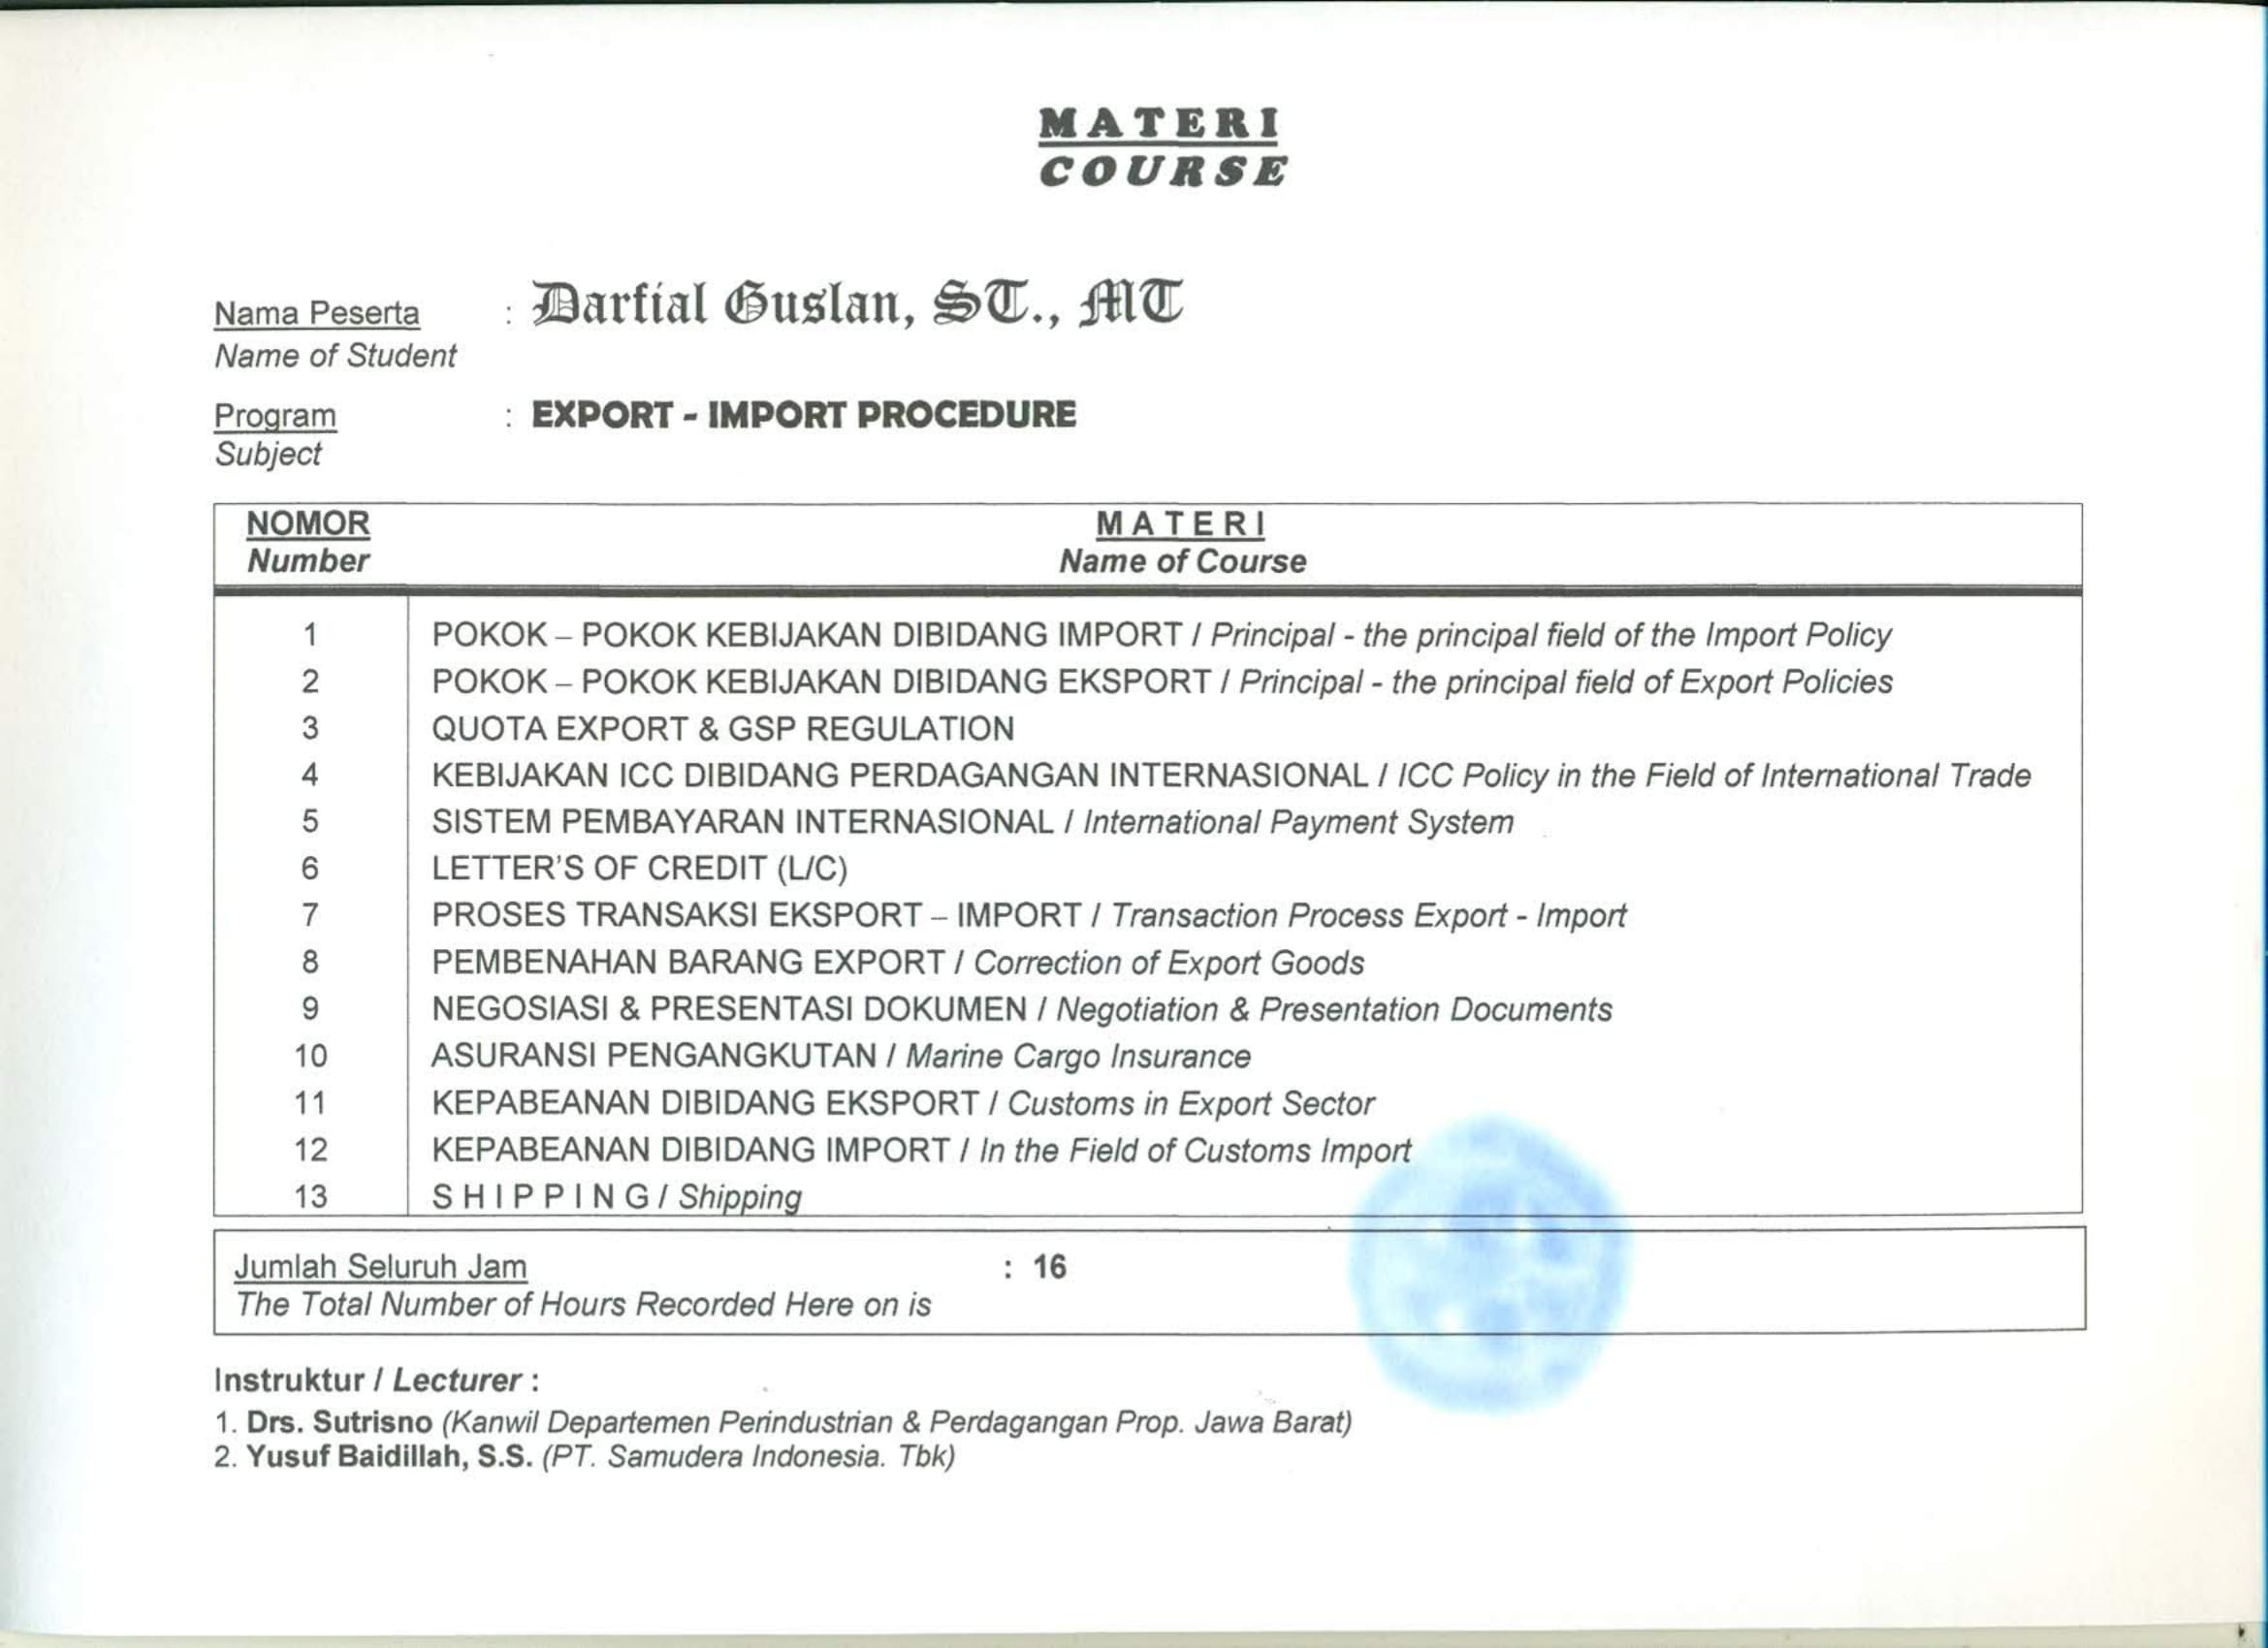 MATERI
COURSE
Nama Peserta : Darfial Guslan, ST., MT
Name of Student
Program : EXPORT - IMPORT PROCEDURE
Subject
NOMOR MATERI
Number Name of Course
1 POKOK – POKOK KEBIJAKAN DIBIDANG IMPORT / Principal - the principal field of the Import Policy
2 POKOK – POKOK KEBIJAKAN DIBIDANG EKSPORT / Principal - the principal field of Export Policies
3 QUOTA EXPORT & GSP REGULATION
4 KEBIJAKAN ICC DIBIDANG PERDAGANGAN INTERNASIONAL / ICC Policy in the Field of International Trade
5 SISTEM PEMBAYARAN INTERNASIONAL / International Payment System
6 LETTER'S OF CREDIT (L/C)
7 PROSES TRANSAKSI EKSPORT – IMPORT / Transaction Process Export - Import
8 PEMBENAHAN BARANG EXPORT / Correction of Export Goods
9 NEGOSIASI & PRESENTASI DOKUMEN / Negotiation & Presentation Documents
10 ASURANSI PENGANGKUTAN / Marine Cargo Insurance
11 KEPABEANAN DIBIDANG EKSPORT / Customs in Export Sector
12 KEPABEANAN DIBIDANG IMPORT / In the Field of Customs Import
13 S H I P P I N G / Shipping
Jumlah Seluruh Jam : 16
The Total Number of Hours Recorded Here on is
Instruktur / Lecturer :
1. Drs. Sutrisno (Kanwil Departemen Perindustrian & Perdagangan Prop. Jawa Barat)
2. Yusuf Baidillah, S.S. (PT. Samudera Indonesia. Tbk)